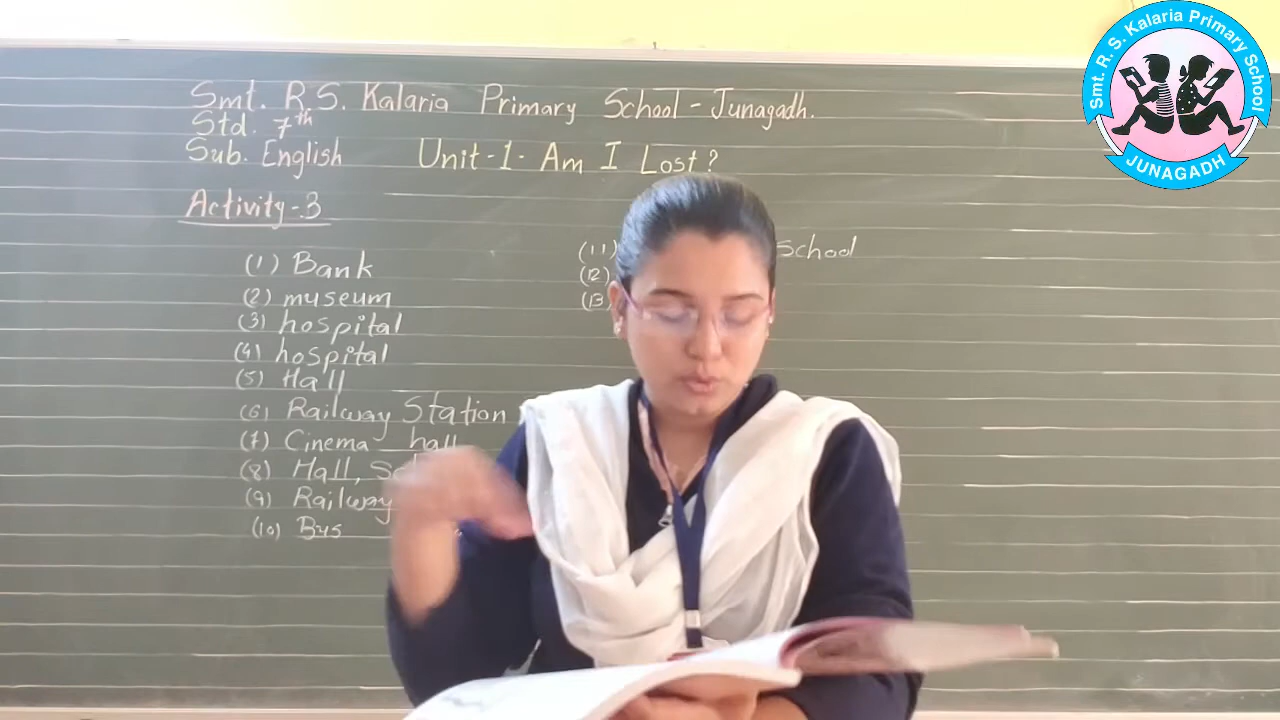 Smt. R.S. Kalaria Primary School - Junagadh.
Std. 7th
Sub. English Unit-1- Am I Lost?
Activity-3
(1) Bank
(2) museum
(3) hospital
(4) hospital
(5) Hall
(6) Railway Station
(7) Cinema hall
(8) Hall,
(9) Railway
(10) Bus
(11) School
(12)
(13)
Smt. R. S. Kalaria Primary School
JUNAGADH